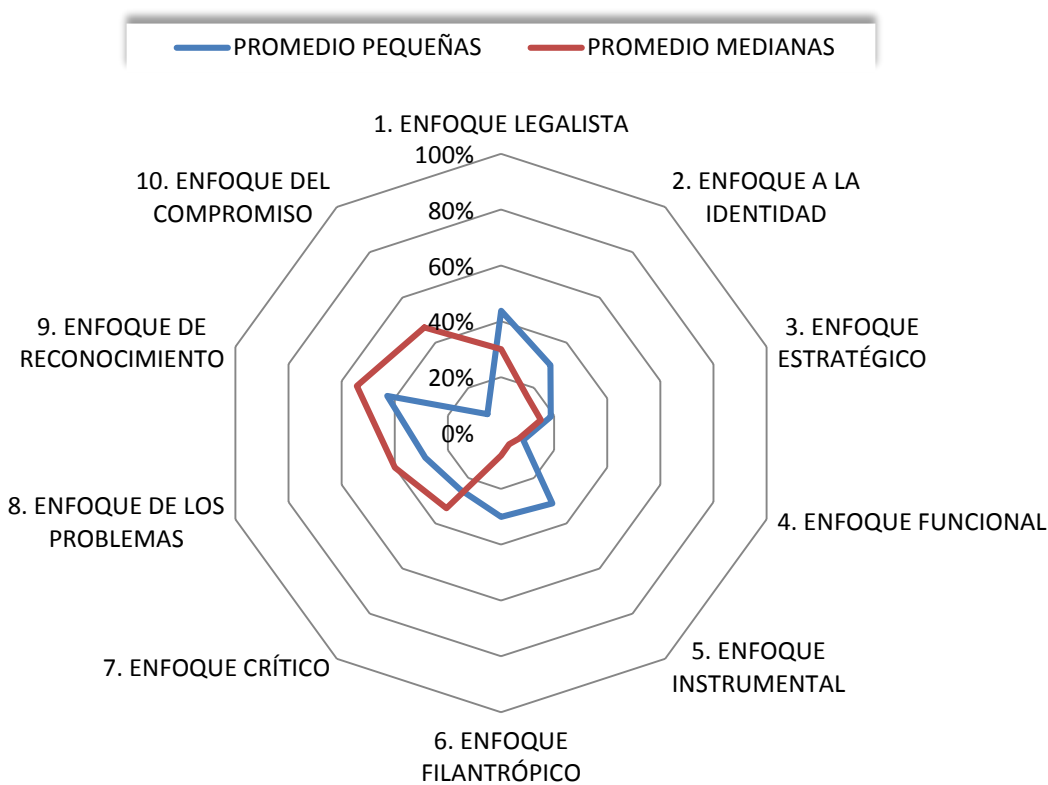 PROMEDIO PEQUEÑAS PROMEDIO MEDIANAS
1. ENFOQUE LEGALISTA
2. ENFOQUE A LA
IDENTIDAD
3. ENFOQUE
ESTRATÉGICO
4. ENFOQUE FUNCIONAL
5. ENFOQUE
INSTRUMENTAL
6. ENFOQUE
FILANTRÓPICO
7. ENFOQUE CRÍTICO
8. ENFOQUE DE LOS
PROBLEMAS
9. ENFOQUE DE
RECONOCIMIENTO
10. ENFOQUE DEL
COMPROMISO
100%
80%
60%
40%
20%
0%